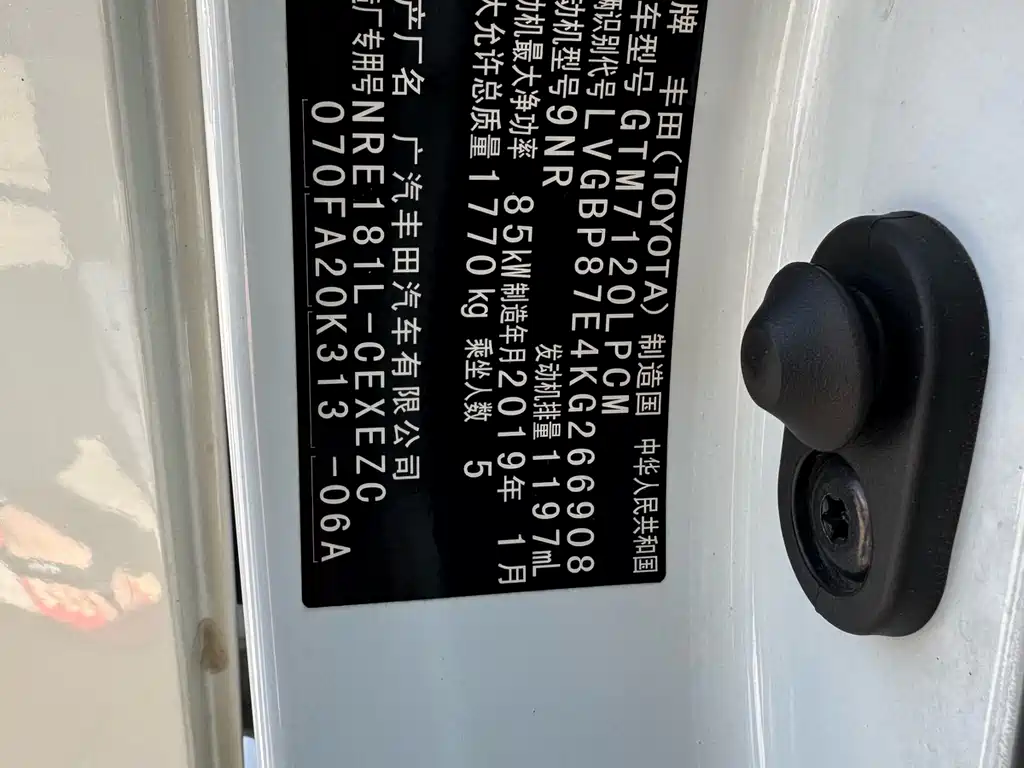 牌 丰田(TOYOTA) 制造国 中华人民共和国
车型号 GTM7120LPCM
辆识别代号 LVGBP87E4KG266908
动机型号 9NR 发动机排量 1197mL
动机最大净功率 85kW 制造年月 2019年 1月
大允许总质量 1770kg 乘坐人数 5
产厂名 广汽丰田汽车有限公司
厂专用号 NRE181L-CEXEZC
070FA20K313 -06A